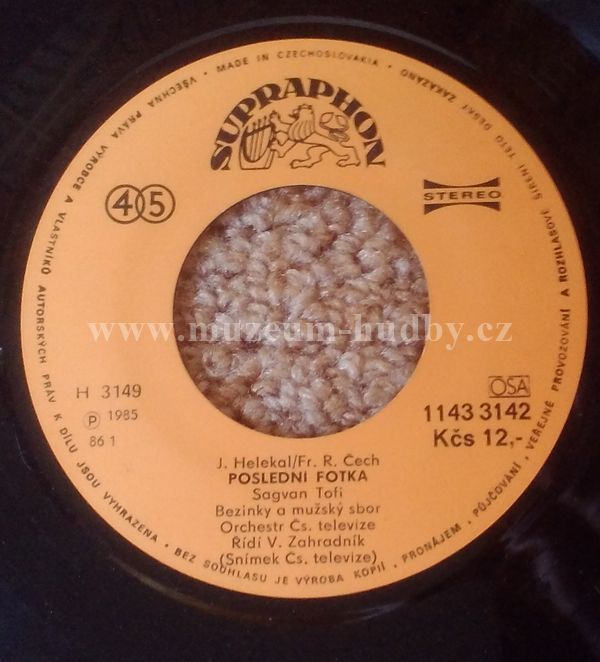 MADE IN CZECHOSLOVAKIA • ŠÍŘENÍ TÉTO DESKY ZAKÁZÁNO
VŠECHNA PRÁVA VÝROBCE A VLASTNÍKŮ AUTORSKÝCH PRÁV K DÍLU JSOU VYHRAZENA • BEZ SOUHLASU JE VÝROBA KOPIÍ, PRONÁJEM, PŮJČOVÁNÍ, VEŘEJNÉ PROVOZOVÁNÍ A ROZHLASOVÉ
SUPRAPHON
45
STEREO
www.muzeum-hudby.cz
H 3149
Ⓟ 1985
86 1
OSA
1143 3142
Kčs 12,-
J. Helekal/Fr. R. Čech
POSLEDNÍ FOTKA
Sagvan Tofi
Bezinky a mužský sbor
Orchestr Čs. televize
Řídí V. Zahradník
(Snímek Čs. televize)